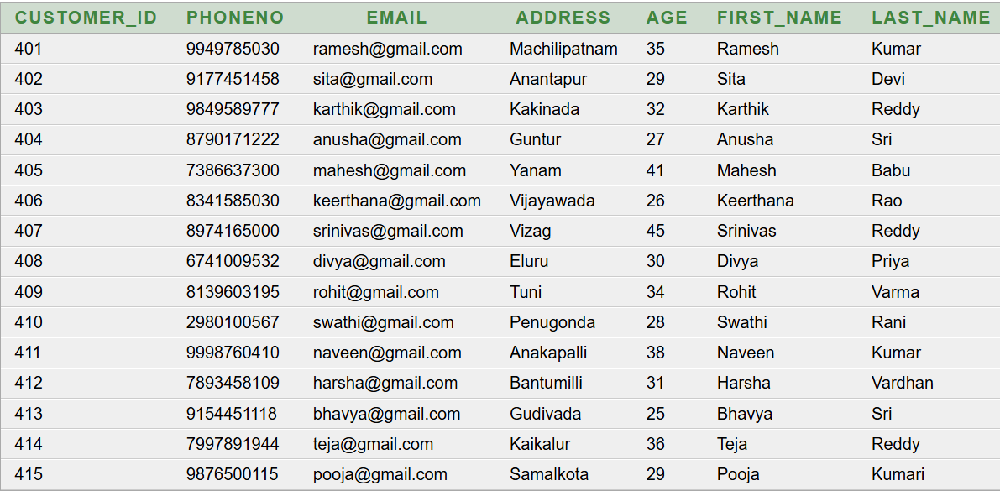 CUSTOMER_ID PHONENO EMAIL ADDRESS AGE FIRST_NAME LAST_NAME
401 9949785030 ramesh@gmail.com Machilipatnam 35 Ramesh Kumar
402 9177451458 sita@gmail.com Anantapur 29 Sita Devi
403 9849589777 karthik@gmail.com Kakinada 32 Karthik Reddy
404 8790171222 anusha@gmail.com Guntur 27 Anusha Sri
405 7386637300 mahesh@gmail.com Yanam 41 Mahesh Babu
406 8341585030 keerthana@gmail.com Vijayawada 26 Keerthana Rao
407 8974165000 srinivas@gmail.com Vizag 45 Srinivas Reddy
408 6741009532 divya@gmail.com Eluru 30 Divya Priya
409 8139603195 rohit@gmail.com Tuni 34 Rohit Varma
410 2980100567 swathi@gmail.com Penugonda 28 Swathi Rani
411 9998760410 naveen@gmail.com Anakapalli 38 Naveen Kumar
412 7893458109 harsha@gmail.com Bantumilli 31 Harsha Vardhan
413 9154451118 bhavya@gmail.com Gudivada 25 Bhavya Sri
414 7997891944 teja@gmail.com Kaikalur 36 Teja Reddy
415 9876500115 pooja@gmail.com Samalkota 29 Pooja Kumari